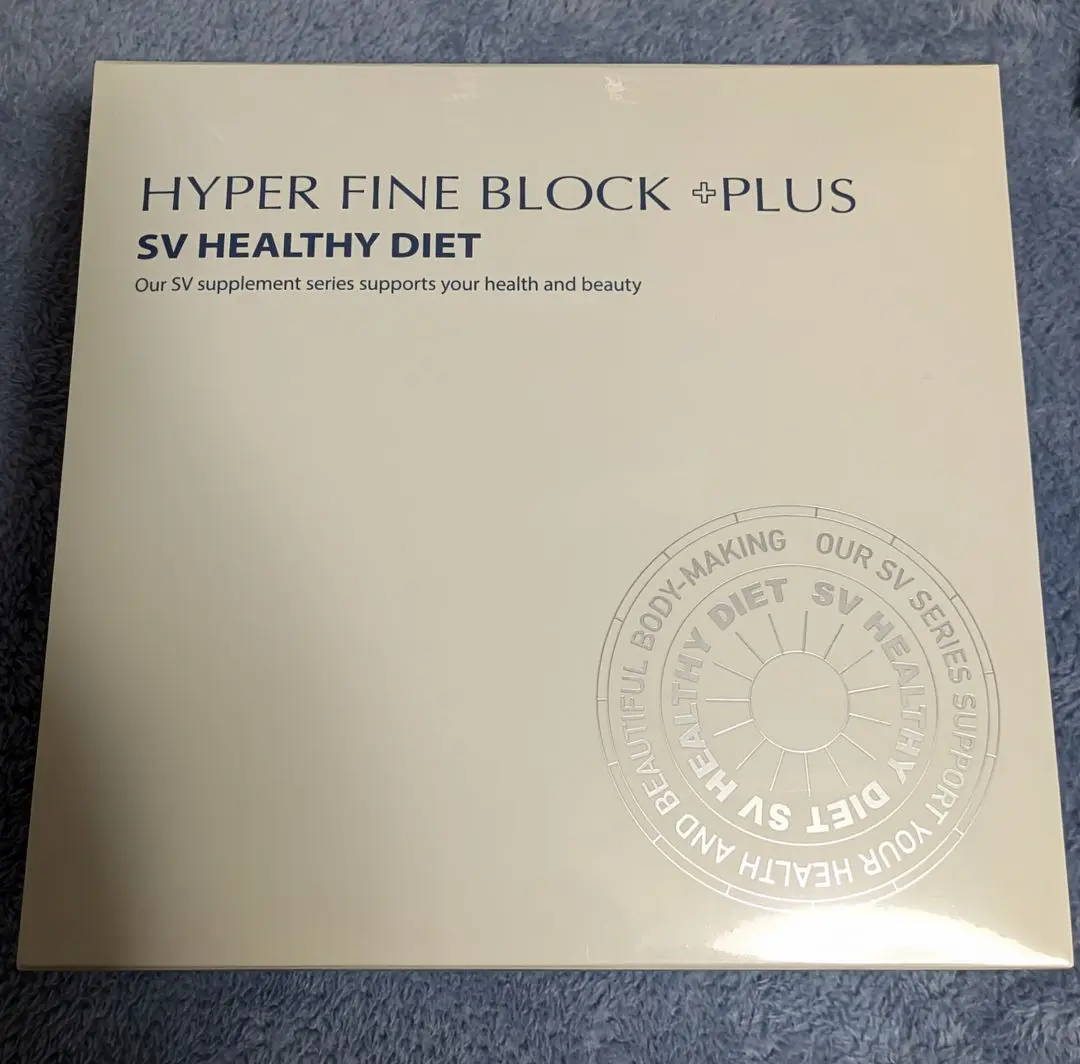 HYPER FINE BLOCK +PLUS
SV HEALTHY DIET
Our SV supplement series supports your health and beauty
OUR SV SERIES SUPPORT YOUR HEALTH AND BEAUTIFUL BODY-MAKING
SV HEALTHY DIET SV HEALTHY DIET